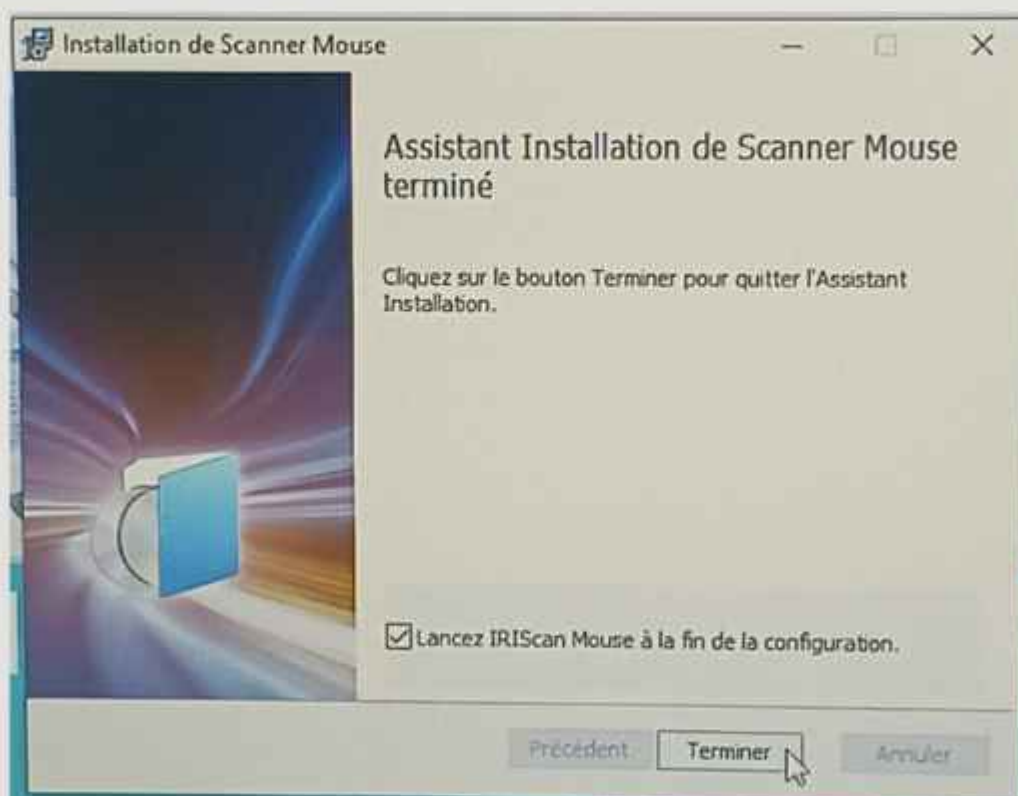 Installation de Scanner Mouse
Assistant Installation de Scanner Mouse
terminé
Cliquez sur le bouton Terminer pour quitter l'Assistant
Installation.
Lancez IRIScan Mouse à la fin de la configuration.
Précédent
Terminer
Annuler